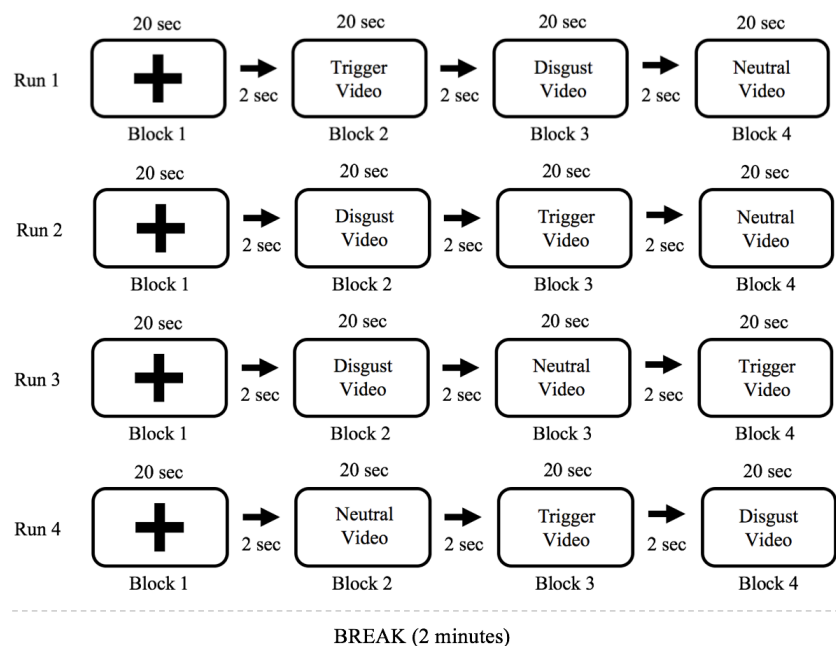 20 sec 20 sec 20 sec 20 sec
Run 1 Trigger Video Disgust Video Neutral Video
2 sec 2 sec 2 sec
Block 1 Block 2 Block 3 Block 4
20 sec 20 sec 20 sec 20 sec
Run 2 Disgust Video Trigger Video Neutral Video
2 sec 2 sec 2 sec
Block 1 Block 2 Block 3 Block 4
20 sec 20 sec 20 sec 20 sec
Run 3 Disgust Video Neutral Video Trigger Video
2 sec 2 sec 2 sec
Block 1 Block 2 Block 3 Block 4
20 sec 20 sec 20 sec 20 sec
Run 4 Neutral Video Trigger Video Disgust Video
2 sec 2 sec 2 sec
Block 1 Block 2 Block 3 Block 4
BREAK (2 minutes)